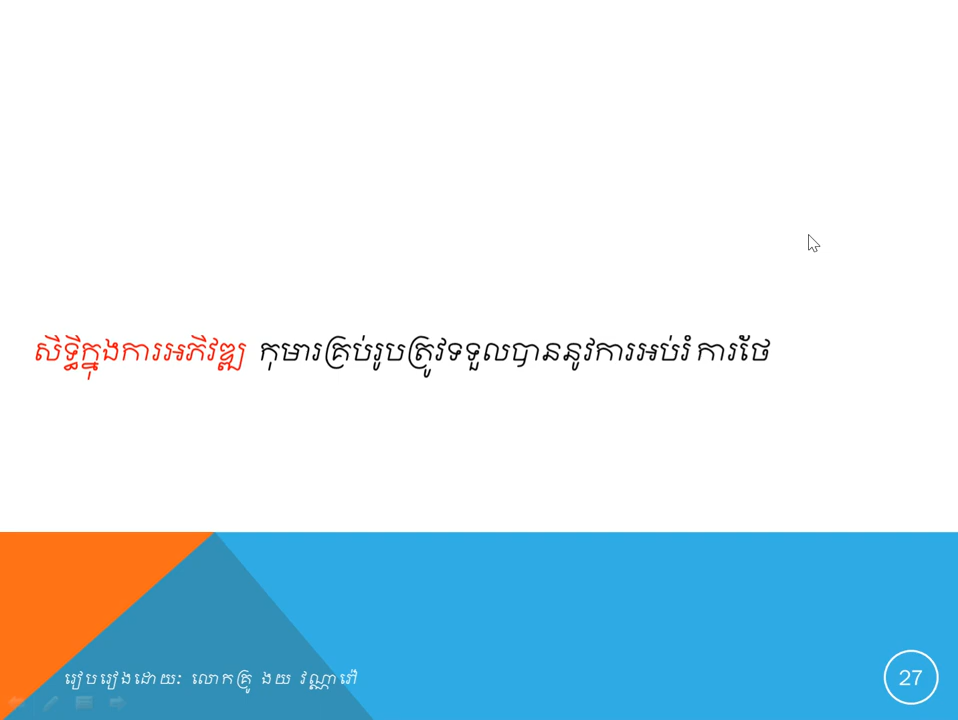 សិទ្ធិក្នុងការអភិវឌ្ឍ កុមារគ្រប់រូបត្រូវទទួលបាននូវការអប់រំ ការថែ
រៀបរៀងដោយៈ លោកគ្រូ ងយ វណ្ណារៅ
27